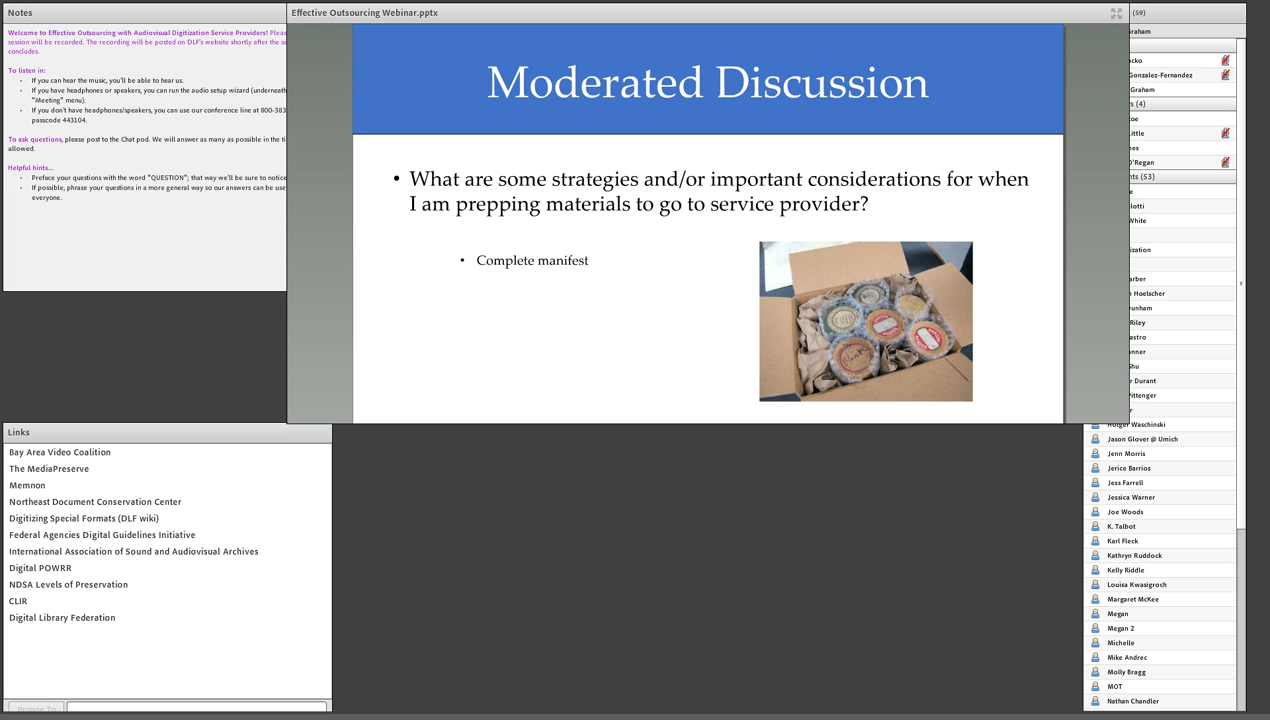 Notes
Welcome to Effective Outsourcing with Audiovisual Digitization Service Providers!
session will be recorded. The recording will be posted on DLF's website shortly after the
concludes.
To listen in:
• If you can hear the music, you'll be able to hear us.
• If you have headphones or speakers, you can run the audio setup wizard (underneath
"Meeting" menu).
• If you don't have headphones/speakers, you can use our conference line at 800-383
passcode 443104.
To ask questions, please post to the Chat pod. We will answer as many as possible in the
allowed.
Helpful hints...
• Preface your questions with the word "QUESTION"; that way we'll be sure to notice
• If possible, phrase your questions in a more general way so our answers can be use
everyone.
Effective Outsourcing Webinar.pptx
Moderated Discussion
• What are some strategies and/or important considerations for when
I am prepping materials to go to service provider?
• Complete manifest
Links
Bay Area Video Coalition
The MediaPreserve
Memnon
Northeast Document Conservation Center
Digitizing Special Formats (DLF wiki)
Federal Agencies Digital Guidelines Initiative
International Association of Sound and Audiovisual Archives
Digital POWRR
NDSA Levels of Preservation
CLIR
Digital Library Federation
Browse To
(59)
Graham
Gonzalez-Fernandez
Graham
(4)
Little
O'Regan
(53)
White
Hoelscher
Riley
Durant
Pittenger
Holger Waschinski
Jason Glover @ Umich
Jenn Morris
Jerice Barrios
Jess Farrell
Jessica Warner
Joe Woods
K. Talbot
Karl Fleck
Kathryn Ruddock
Kelly Riddle
Louisa Kwasigroch
Margaret McKee
Megan
Megan 2
Michelle
Mike Andrec
Molly Bragg
MOT
Nathan Chandler